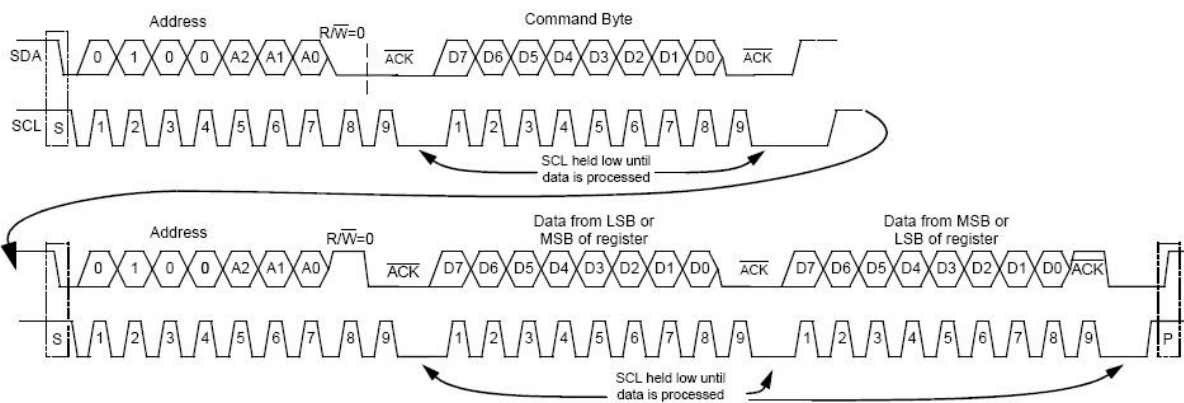 Address R/W̅=0 Command Byte
SDA 0 1 0 0 A2 A1 A0 A̅C̅K̅ D7 D6 D5 D4 D3 D2 D1 D0 A̅C̅K̅
SCL S 1 2 3 4 5 6 7 8 9 1 2 3 4 5 6 7 8 9
SCL held low until
data is processed
Address R/W̅=0 Data from LSB or
MSB of register Data from MSB or
LSB of register
0 1 0 0 A2 A1 A0 A̅C̅K̅ D7 D6 D5 D4 D3 D2 D1 D0 A̅C̅K̅ D7 D6 D5 D4 D3 D2 D1 D0 A̅C̅K̅
S 1 2 3 4 5 6 7 8 9 1 2 3 4 5 6 7 8 9 1 2 3 4 5 6 7 8 9 P
SCL held low until
data is processed